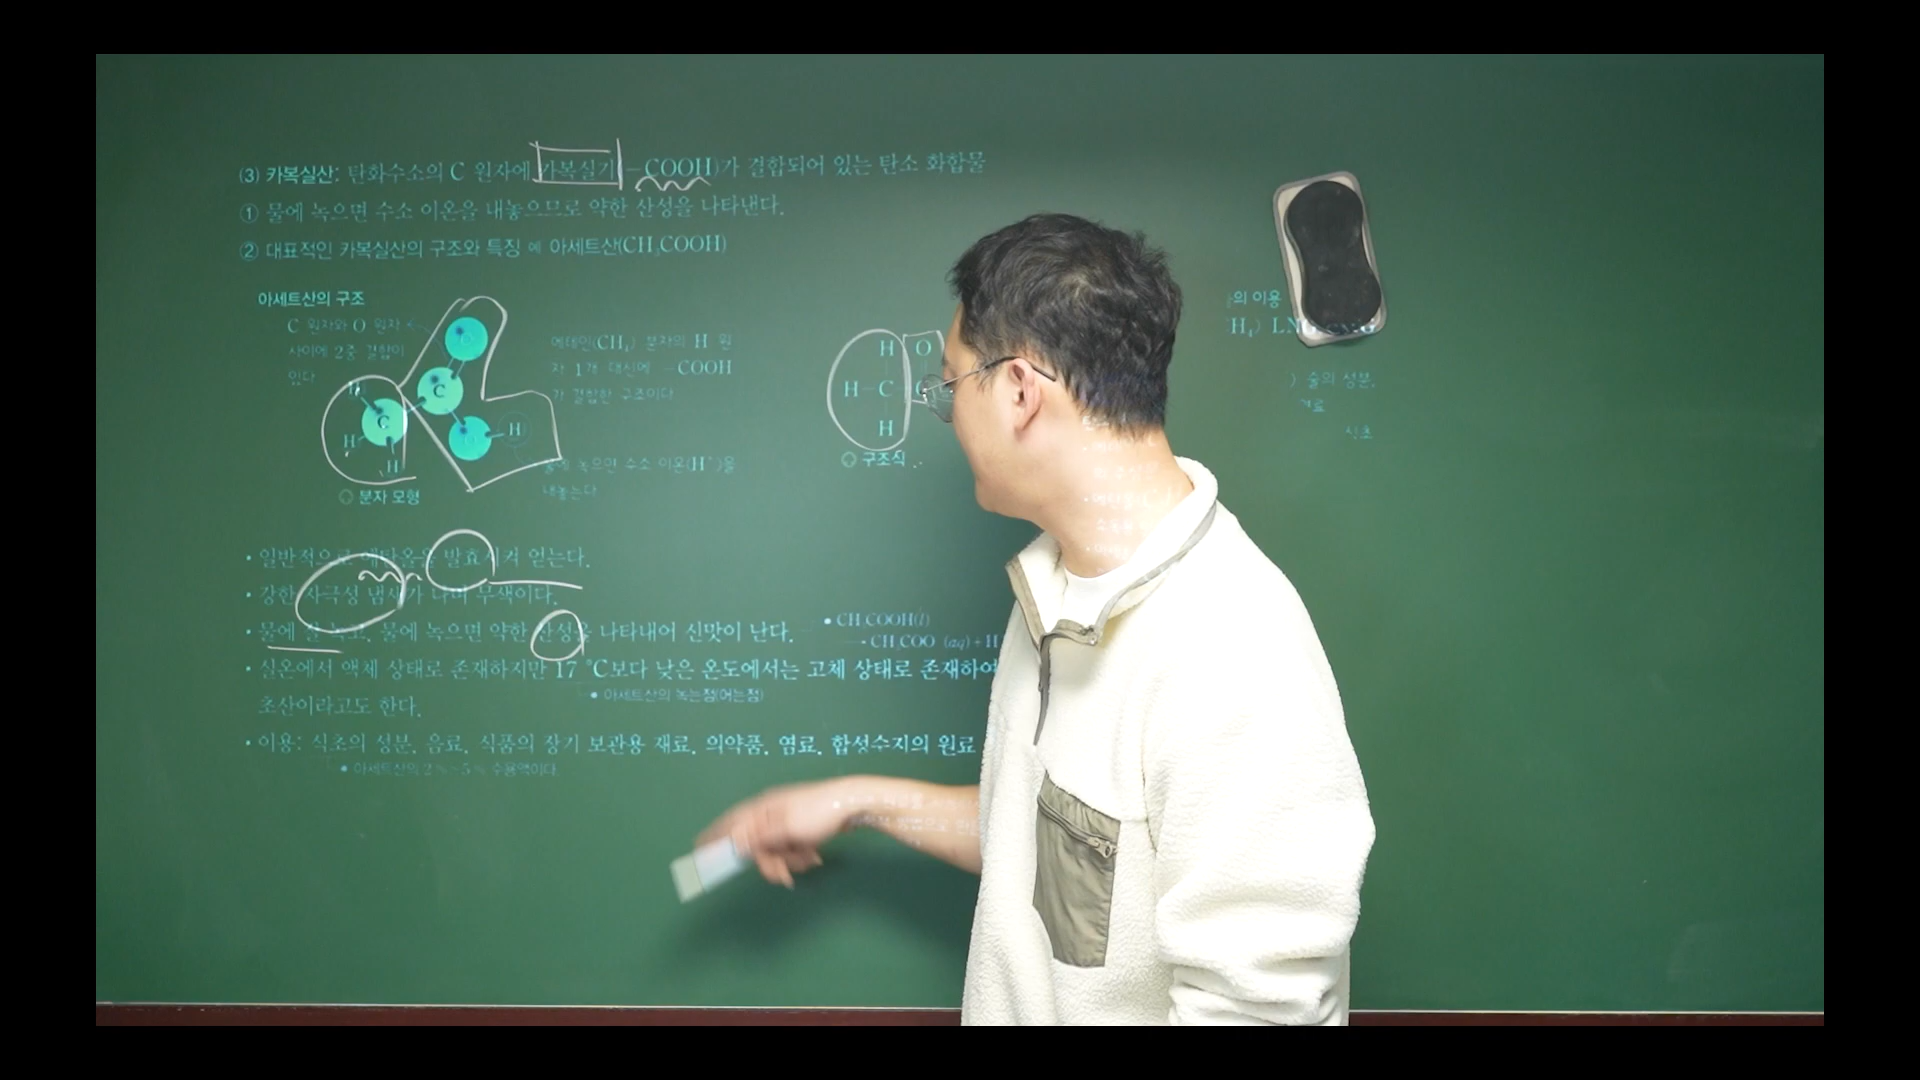 (3) 카복실산: 탄화수소의 C 원자에 카복실기(-COOH)가 결합되어 있는 탄소 화합물
① 물에 녹으면 수소 이온을 내놓으므로 약한 산성을 나타낸다.
② 대표적인 카복실산의 구조와 특징 예 아세트산(CH₃COOH)
아세트산의 구조
C 원자와 O 원자
사이에 2중 결합이
있다
O
C
C
O
H
H
H
H
분자 모형
메테인(CH₄) 분자의 H 원
자 1개 대신에 -COOH
가 결합한 구조이다
물에 녹으면 수소 이온(H⁺)을
내놓는다
H O
H-C
H
구조식
• 일반적으로 에탄올을 발효시켜 얻는다.
• 강한 자극성 냄새가 나며 무색이다.
• 물에 잘 녹고, 물에 녹으면 약한 산성을 나타내어 신맛이 난다.
• CH₃COOH(l)
→ CH₃COO⁻(aq) + H
• 실온에서 액체 상태로 존재하지만 17 °C보다 낮은 온도에서는 고체 상태로 존재하여
• 아세트산의 녹는점(어는점)
초산이라고도 한다.
• 이용: 식초의 성분, 음료, 식품의 장기 보관용 재료, 의약품, 염료, 합성수지의 원료
• 아세트산의 2%~5% 수용액이다.
의 이용
H₄) LNG, CNG
) 술의 성분,
연료
식초